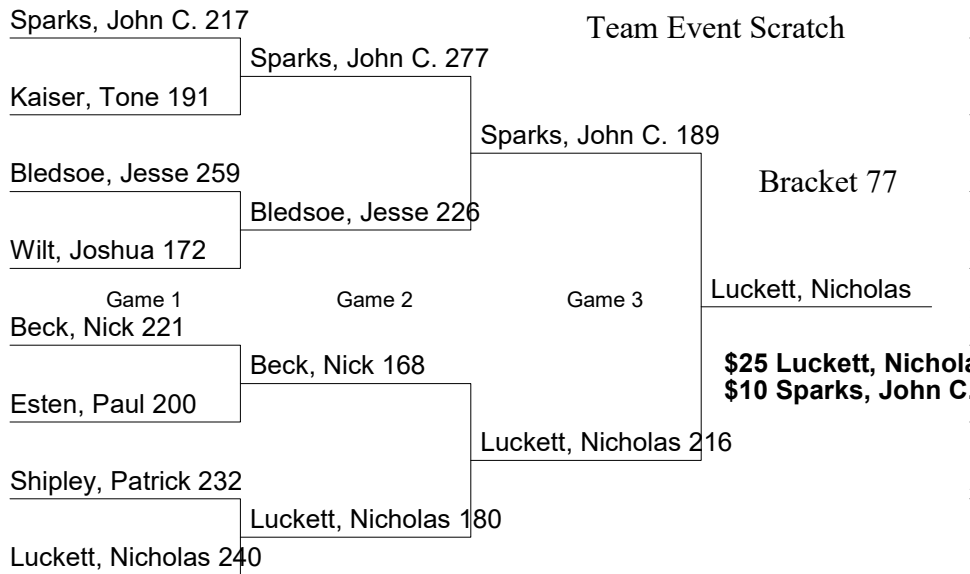 Sparks, John C. 217
Team Event Scratch
Sparks, John C. 277
Kaiser, Tone 191
Sparks, John C. 189
Bledsoe, Jesse 259
Bracket 77
Bledsoe, Jesse 226
Wilt, Joshua 172
Game 1
Game 2
Game 3
Luckett, Nicholas
Beck, Nick 221
Beck, Nick 168
$25 Luckett, Nichola
$10 Sparks, John C.
Esten, Paul 200
Luckett, Nicholas 216
Shipley, Patrick 232
Luckett, Nicholas 180
Luckett, Nicholas 240